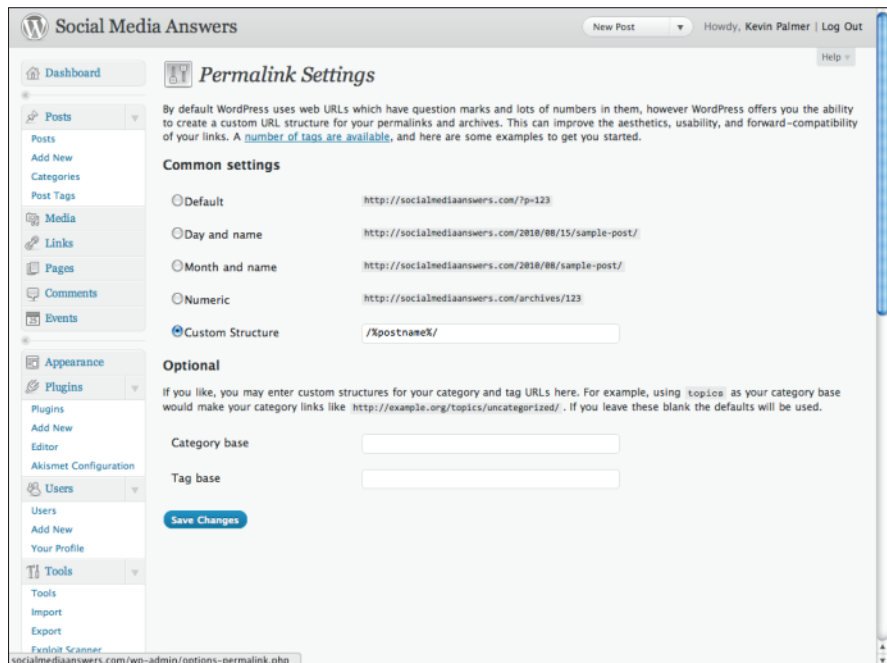 Social Media Answers
New Post
Howdy, Kevin Palmer | Log Out
Help
Dashboard
Posts
Posts
Add New
Categories
Post Tags
Media
Links
Pages
Comments
Events
Appearance
Plugins
Plugins
Add New
Editor
Akismet Configuration
Users
Users
Add New
Your Profile
Tools
Tools
Import
Export
Exploit Scanner
socialmediaanswers.com/wp-admin/options-permalink.php
Permalink Settings
By default WordPress uses web URLs which have question marks and lots of numbers in them, however WordPress offers you the ability
to create a custom URL structure for your permalinks and archives. This can improve the aesthetics, usability, and forward-compatibility
of your links. A number of tags are available, and here are some examples to get you started.
Common settings
Default http://socialmediaanswers.com/?p=123
Day and name http://socialmediaanswers.com/2010/08/15/sample-post/
Month and name http://socialmediaanswers.com/2010/08/sample-post/
Numeric http://socialmediaanswers.com/archives/123
Custom Structure /%postname%/
Optional
If you like, you may enter custom structures for your category and tag URLs here. For example, using topics as your category base
would make your category links like http://example.org/topics/uncategorized/ . If you leave these blank the defaults will be used.
Category base
Tag base
Save Changes